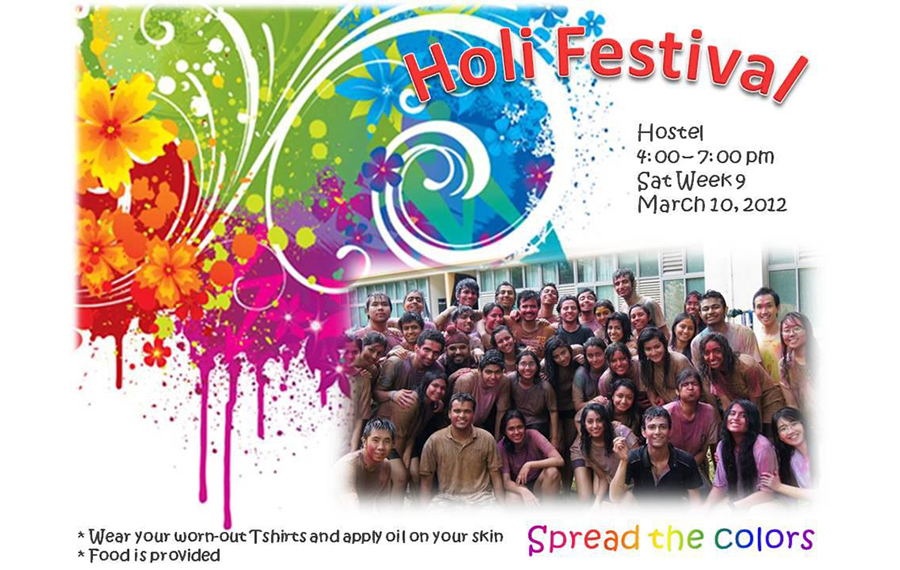 Holi Festival
Hostel
4:00 – 7:00 pm
Sat Week 9
March 10, 2012
* Wear your worn-out Tshirts and apply oil on your skin
* Food is provided
Spread the colors